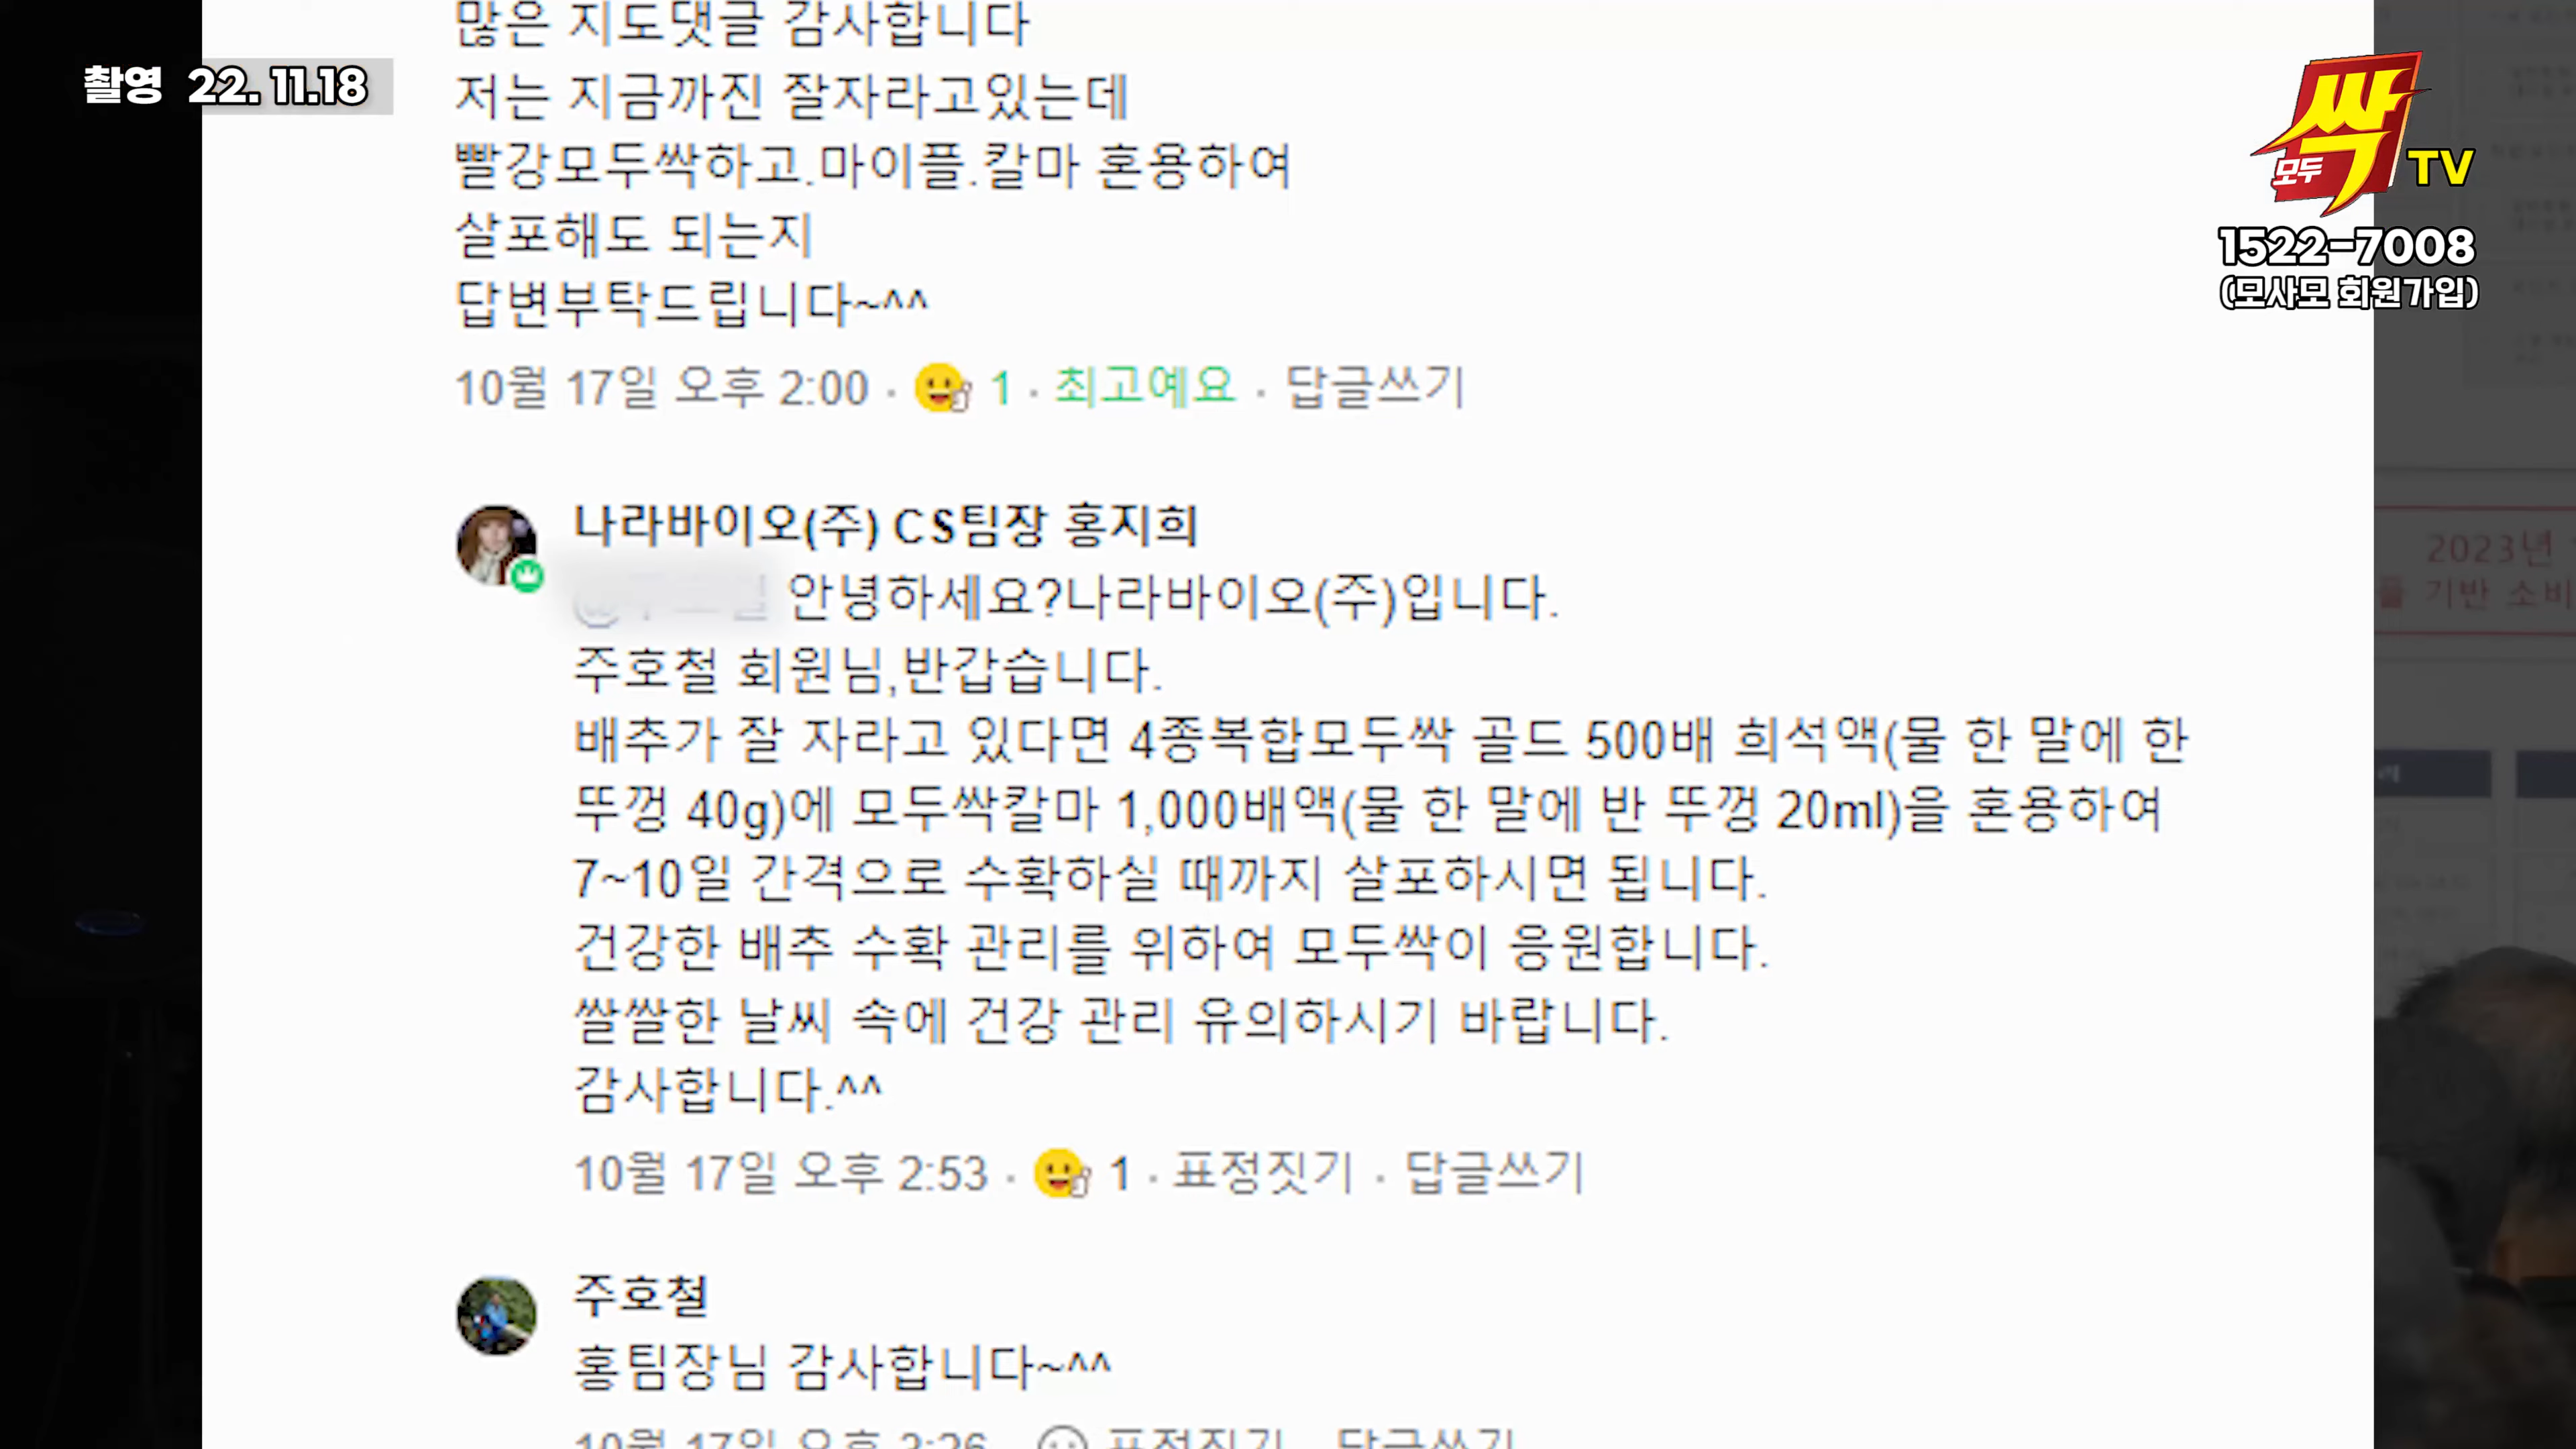 촬영 22. 11.18
많은 지도댓글 감사합니다
저는 지금까진 잘자라고있는데
빨강모두싹하고.마이플.칼마 혼용하여
살포해도 되는지
답변부탁드립니다~^^
10월 17일 오후 2:00 · 1 · 최고예요 · 답글쓰기
나라바이오(주) CS팀장 홍지희
안녕하세요?나라바이오(주)입니다.
주호철 회원님,반갑습니다.
배추가 잘 자라고 있다면 4종복합모두싹 골드 500배 희석액(물 한 말에 한
뚜껑 40g)에 모두싹칼마 1,000배액(물 한 말에 반 뚜껑 20ml)을 혼용하여
7~10일 간격으로 수확하실 때까지 살포하시면 됩니다.
건강한 배추 수확 관리를 위하여 모두싹이 응원합니다.
쌀쌀한 날씨 속에 건강 관리 유의하시기 바랍니다.
감사합니다.^^
10월 17일 오후 2:53 · 1 · 표정짓기 · 답글쓰기
주호철
홍팀장님 감사합니다~^^
10월 17일 오후 3:26 표정짓기 답글쓰기
모두싹 TV
1522-7008
(모사모 회원가입)
2023년
기반 소비